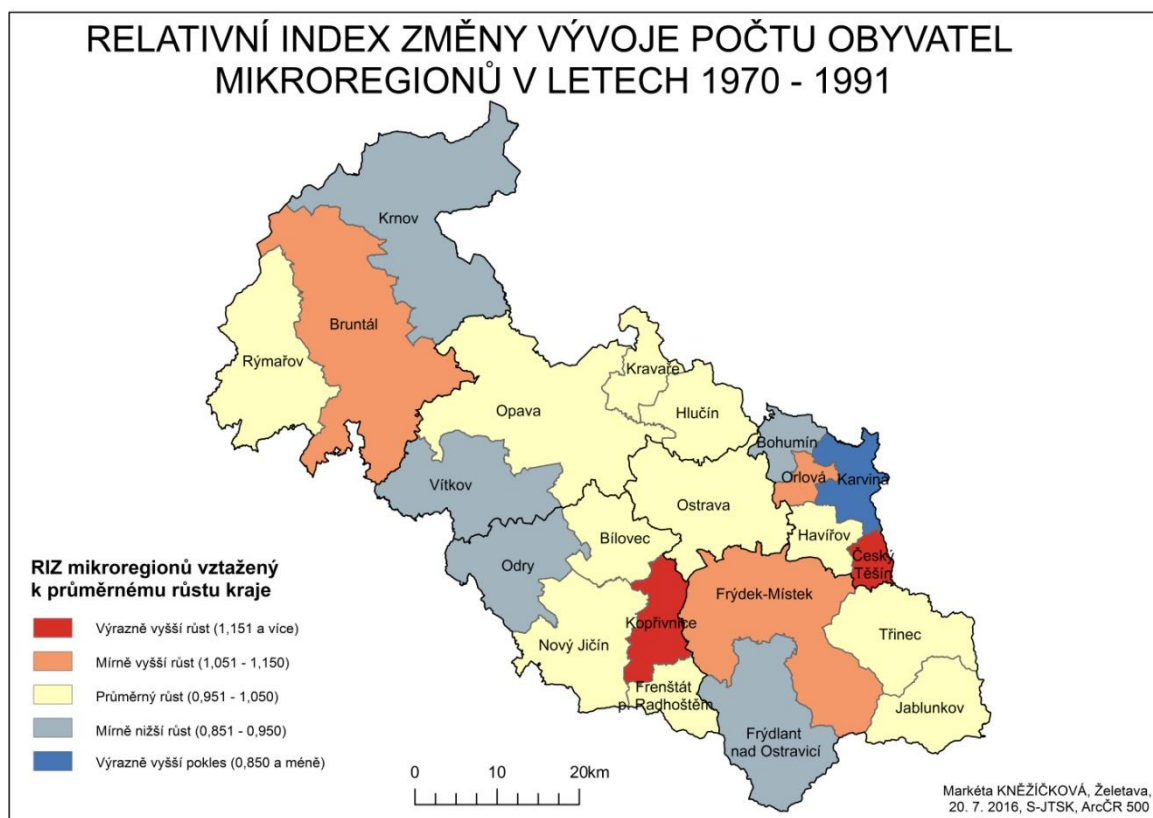 RELATIVNÍ INDEX ZMĚNY VÝVOJE POČTU OBYVATEL
MIKROREGIONŮ V LETECH 1970 - 1991
Krnov
Bruntál
Rýmařov
Kravaře
Opava
Hlučín
Bohumín
Orlová
Karviná
Vítkov
Ostrava
Havířov
Bílovec
Český
Těšín
Odry
Frýdek-Místek
Kopřivnice
Třinec
Nový Jičín
Frenštát
p. Radhoštěm
Jablunkov
Frýdlant
nad Ostravicí
RIZ mikroregionů vztažený
k průměrnému růstu kraje
Výrazně vyšší růst (1,151 a více)
Mírně vyšší růst (1,051 - 1,150)
Průměrný růst (0,951 - 1,050)
Mírně nižší růst (0,851 - 0,950)
Výrazně vyšší pokles (0,850 a méně)
0 10 20km
Markéta KNĚŽÍČKOVÁ, Želetava,
20. 7. 2016, S-JTSK, ArcČR 500